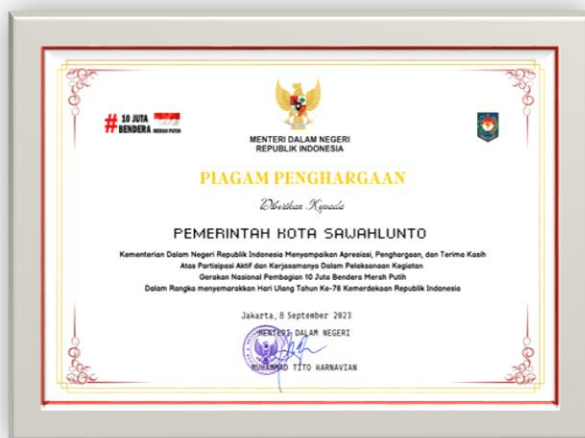 # 10 JUTA
BENDERA MERAH PUTIH
MENTERI DALAM NEGERI
REPUBLIK INDONESIA
PIAGAM PENGHARGAAN
Diberikan Kepada
PEMERINTAH KOTA SAWAHLUNTO
Kementerian Dalam Negeri Republik Indonesia Menyampaikan Apresiasi, Penghargaan, dan Terima Kasih
Atas Partisipasi Aktif dan Kerjasamanya Dalam Pelaksanaan Kegiatan
Gerakan Nasional Pembagian 10 Juta Bendera Merah Putih
Dalam Rangka menyemarakkan Hari Ulang Tahun Ke-78 Kemerdekaan Republik Indonesia
Jakarta, 8 September 2023
MENTERI DALAM NEGERI
MUHAMMAD TITO KARNAVIAN